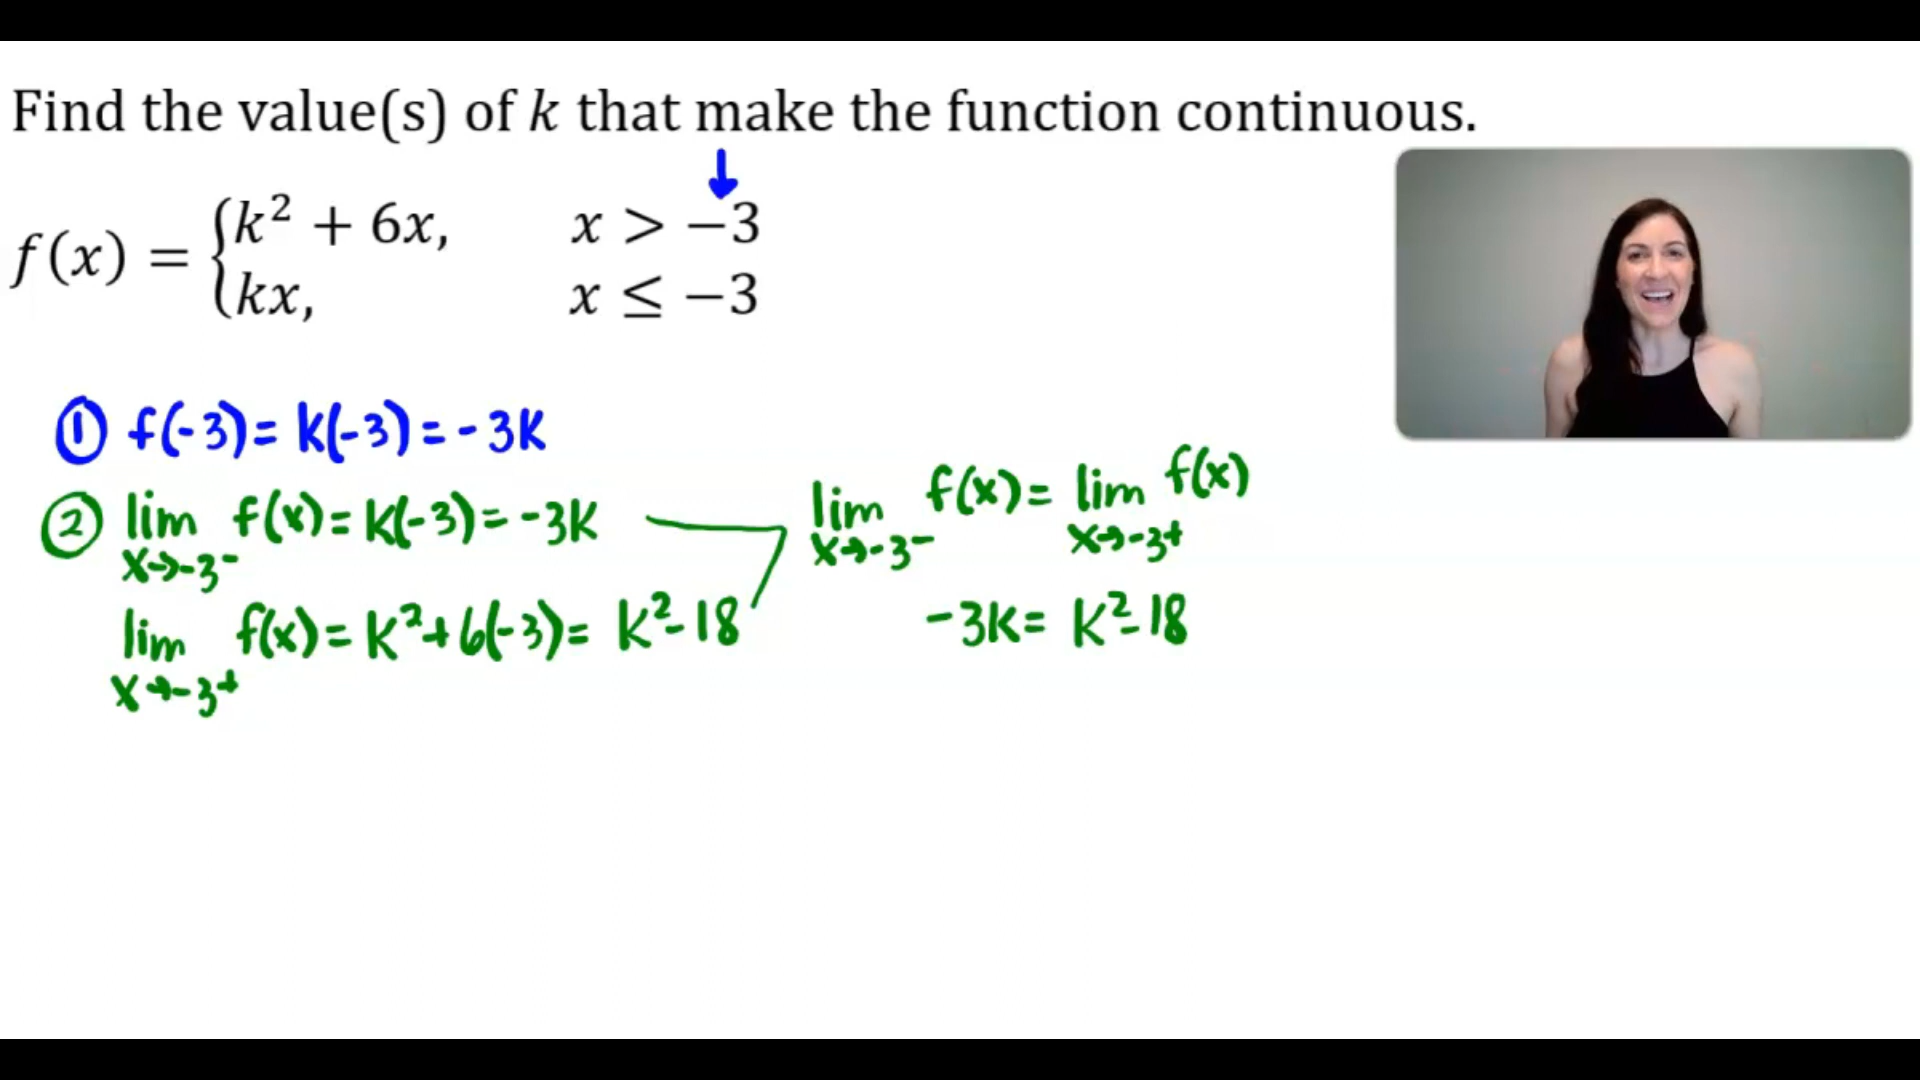 Find the value(s) of k that make the function continuous.
f(x) = { k² + 6x, x > −3
kx, x ≤ −3
① f(-3) = k(-3) = -3k
② lim x→-3⁻ f(x) = k(-3) = -3k
lim x→-3⁺ f(x) = k² + 6(-3) = k² - 18
lim x→-3⁻ f(x) = lim x→-3⁺ f(x)
-3k = k² - 18